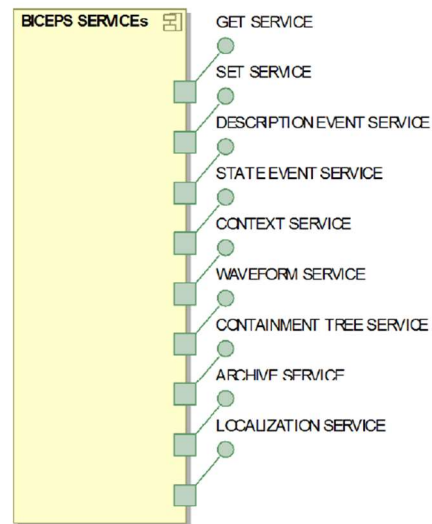 BICEPS SERVICEs
GET SERVICE
SET SERVICE
DESCRIPTION EVENT SERVICE
STATE EVENT SERVICE
CONTEXT SERVICE
WAVEFORM SERVICE
CONTAINMENT TREE SERVICE
ARCHIVE SERVICE
LOCALIZATION SERVICE